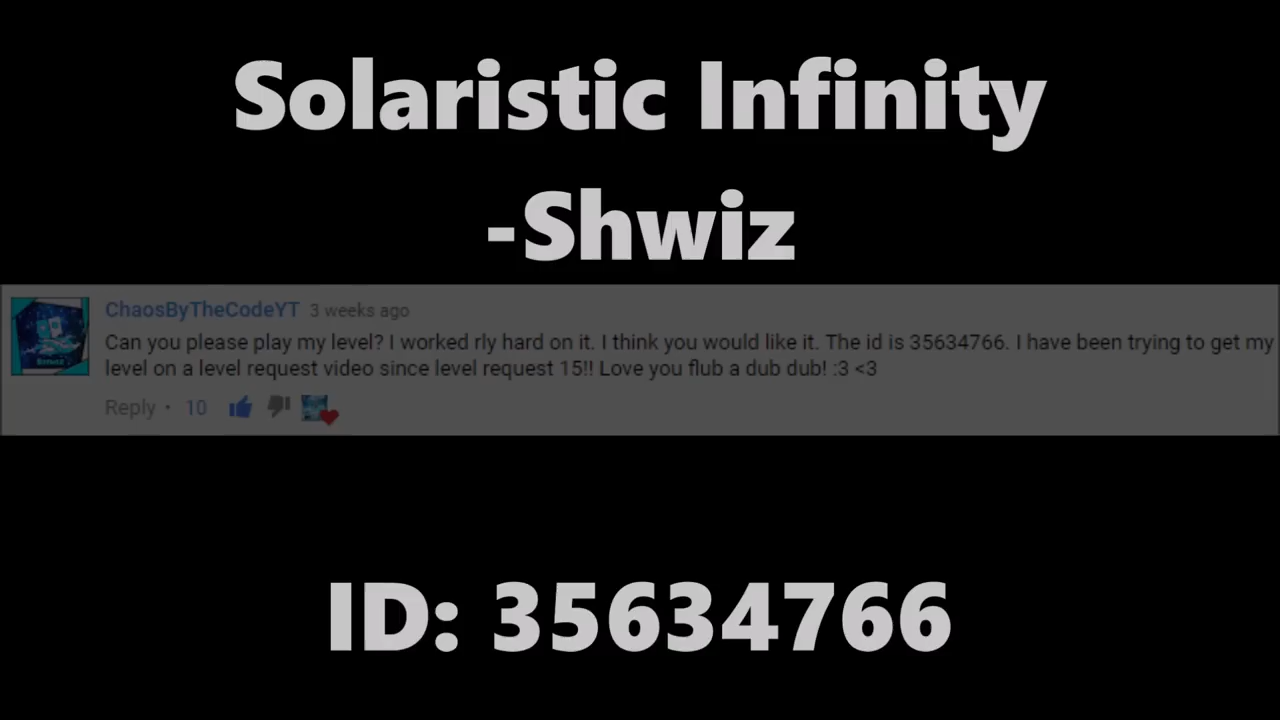 Solaristic Infinity
-Shwiz
ChaosByTheCodeYT 3 weeks ago
Can you please play my level? I worked rly hard on it. I think you would like it. The id is 35634766. I have been trying to get my
level on a level request video since level request 15!! Love you flub a dub dub! :3 <3
Reply • 10
ID: 35634766